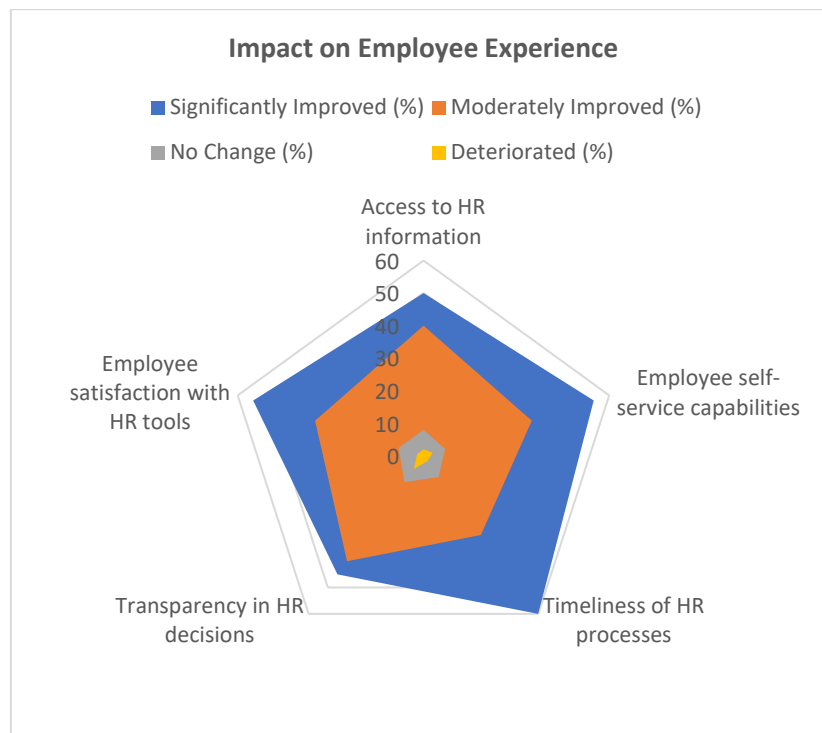 Impact on Employee Experience
Significantly Improved (%)
Moderately Improved (%)
No Change (%)
Deteriorated (%)
Access to HR
information
60
50
40
30
20
10
0
Employee self-
service capabilities
Timeliness of HR
processes
Transparency in HR
decisions
Employee
satisfaction with
HR tools